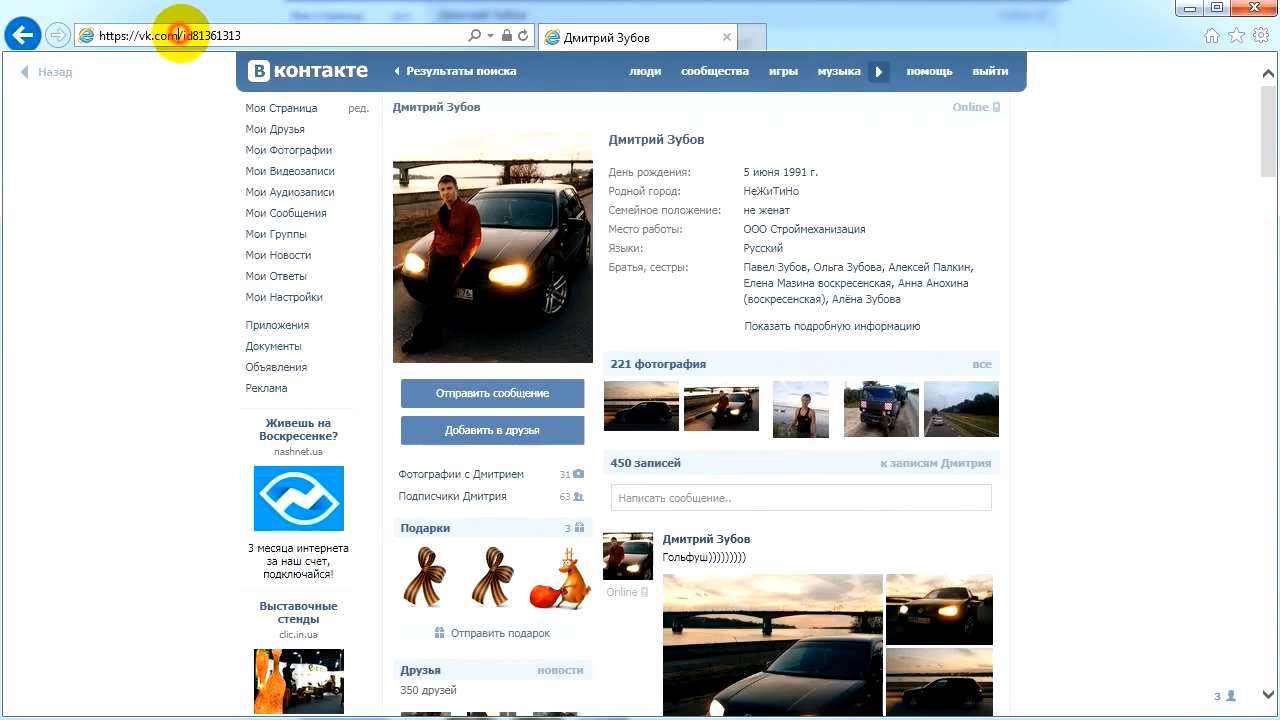 https://vk.com/id81361313
Дмитрий Зубов
Назад
В контакте
Результаты поиска
люди сообщества игры музыка помощь выйти
Моя Страница ред.
Мои Друзья
Мои Фотографии
Мои Видеозаписи
Мои Аудиозаписи
Мои Сообщения
Мои Группы
Мои Новости
Мои Ответы
Мои Настройки
Приложения
Документы
Объявления
Реклама
Живешь на
Воскресенке?
nashnet.ua
3 месяца интернета
за наш счет,
подключайся!
Выставочные
стенды
clic.in.ua
Дмитрий Зубов Online
Отправить сообщение
Добавить в друзья
Фотографии с Дмитрием 31
Подписчики Дмитрия 63
Подарки 3
Отправить подарок
Друзья новости
350 друзей
Дмитрий Зубов
День рождения: 5 июня 1991 г.
Родной город: НеЖиТиНо
Семейное положение: не женат
Место работы: ООО Строймеханизация
Языки: Русский
Братья, сестры: Павел Зубов, Ольга Зубова, Алексей Палкин,
Елена Мазина воскресенская, Анна Анохина
(воскресенская), Алёна Зубова
Показать подробную информацию
221 фотография все
450 записей к записям Дмитрия
Написать сообщение..
Дмитрий Зубов
Гольфуш)))))))))
Online
3